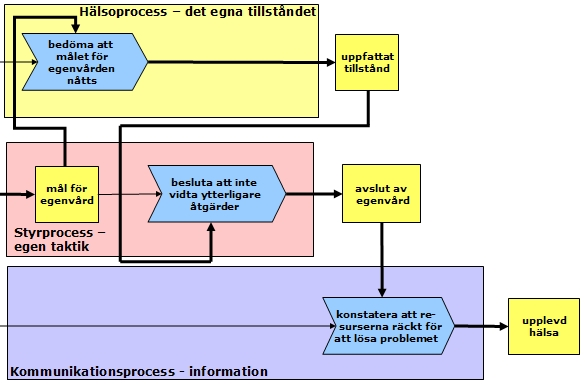 Hälsoprocess – det egna tillståndet
bedöma att
målet för
egenvården
nåtts
uppfattat
tillstånd
mål för
egenvård
besluta att inte
vidta ytterligare
åtgärder
avslut av
egenvård
Styrprocess –
egen taktik
konstatera att re-
surserna räckt för
att lösa problemet
upplevd
hälsa
Kommunikationsprocess - information